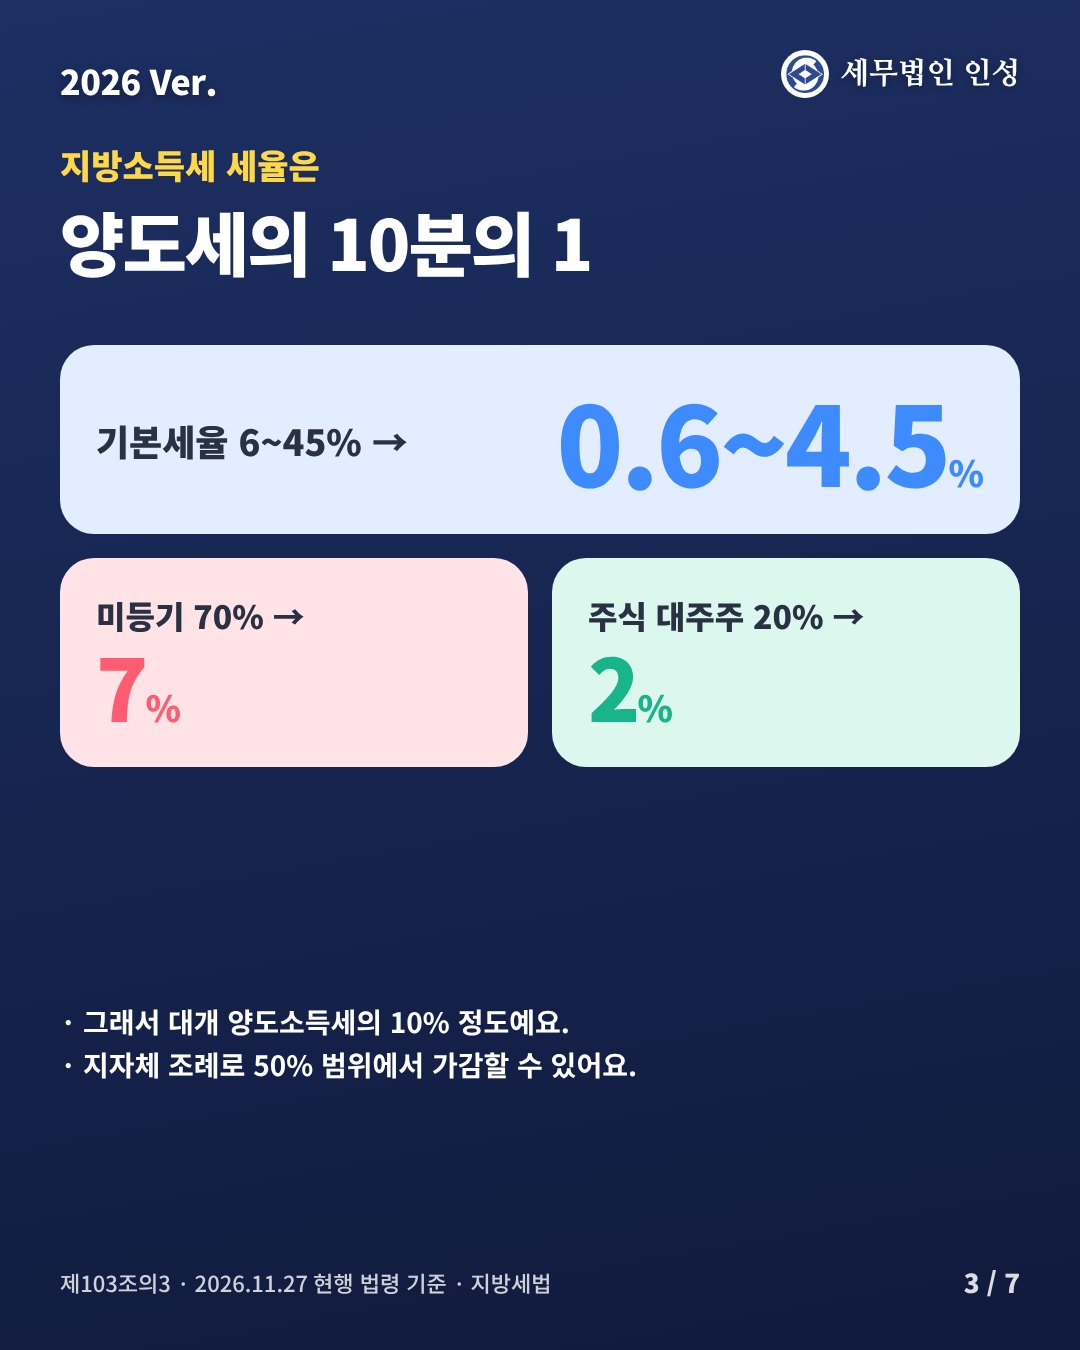 2026 Ver.
세무법인 인성
지방소득세 세율은
양도세의 10분의 1
기본세율 6~45% →
0.6~4.5%
미등기 70% →
7%
주식 대주주 20% →
2%
· 그래서 대개 양도소득세의 10% 정도예요.
· 지자체 조례로 50% 범위에서 가감할 수 있어요.
제103조의3 · 2026.11.27 현행 법령 기준 · 지방세법
3 / 7